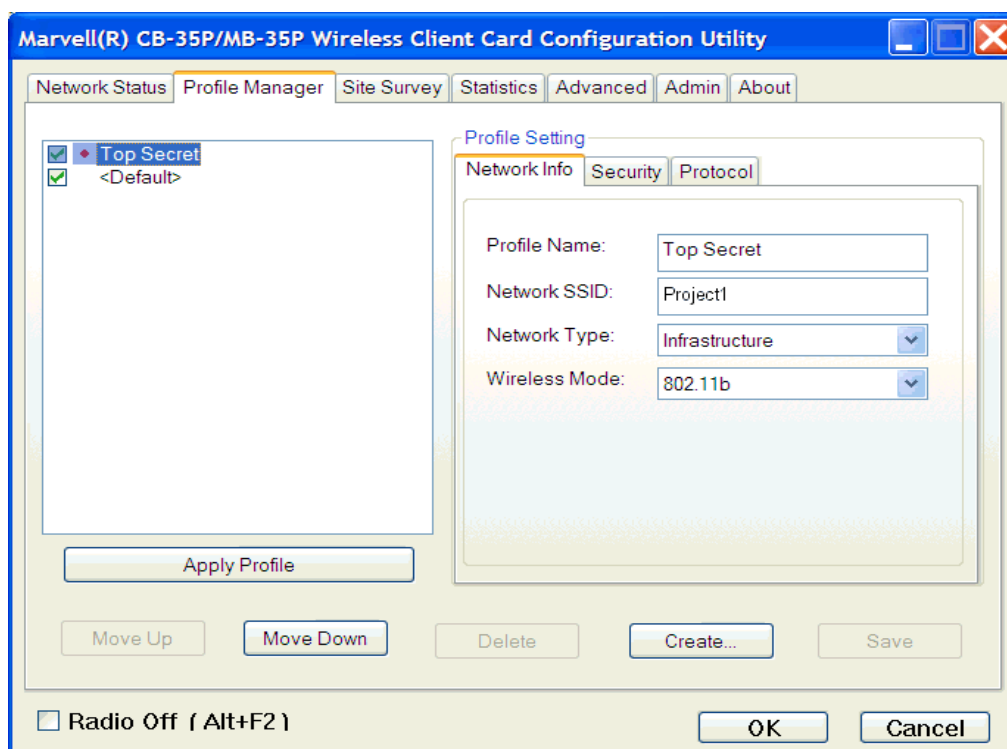 Marvell(R) CB-35P/MB-35P Wireless Client Card Configuration Utility
Network Status Profile Manager Site Survey Statistics Advanced Admin About
Top Secret
<Default>
Apply Profile
Profile Setting
Network Info Security Protocol
Profile Name: Top Secret
Network SSID: Project1
Network Type: Infrastructure
Wireless Mode: 802.11b
Move Up Move Down Delete Create... Save
Radio Off (Alt+F2)
OK Cancel